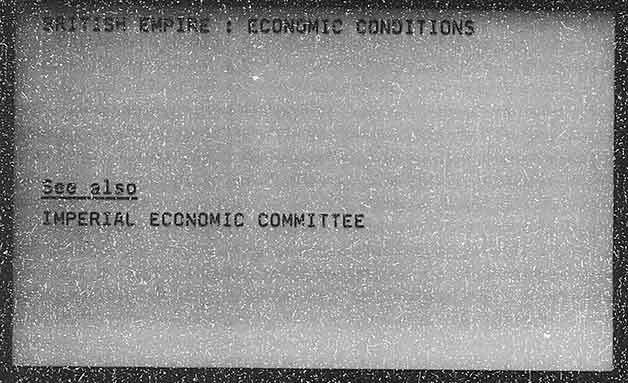 BRITISH EMPIRE : ECONOMIC CONDITIONS
See also
IMPERIAL ECONOMIC COMMITTEE